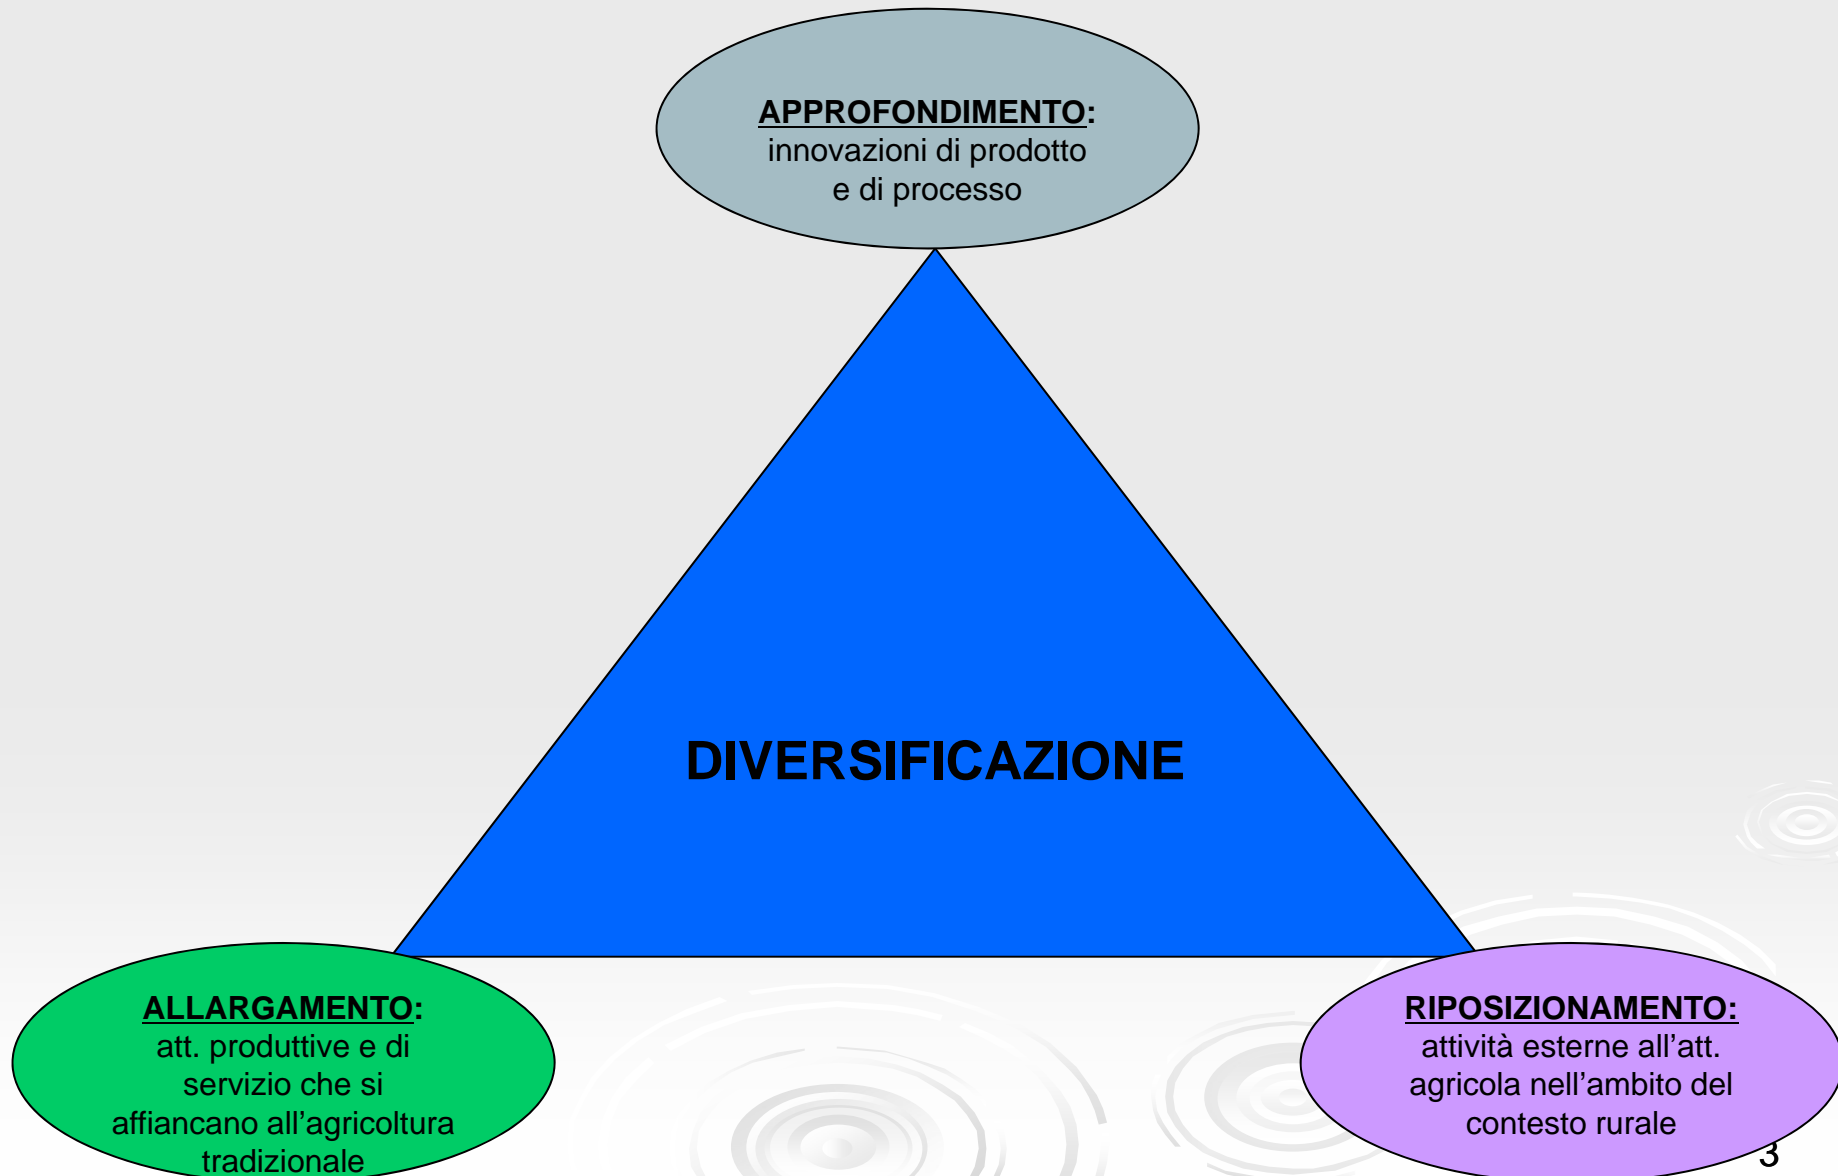 APPROFONDIMENTO:
innovazioni di prodotto
e di processo
DIVERSIFICAZIONE
ALLARGAMENTO:
att. produttive e di
servizio che si
affiancano all’agricoltura
tradizionale
RIPOSIZIONAMENTO:
attività esterne all’att.
agricola nell’ambito del
contesto rurale
3